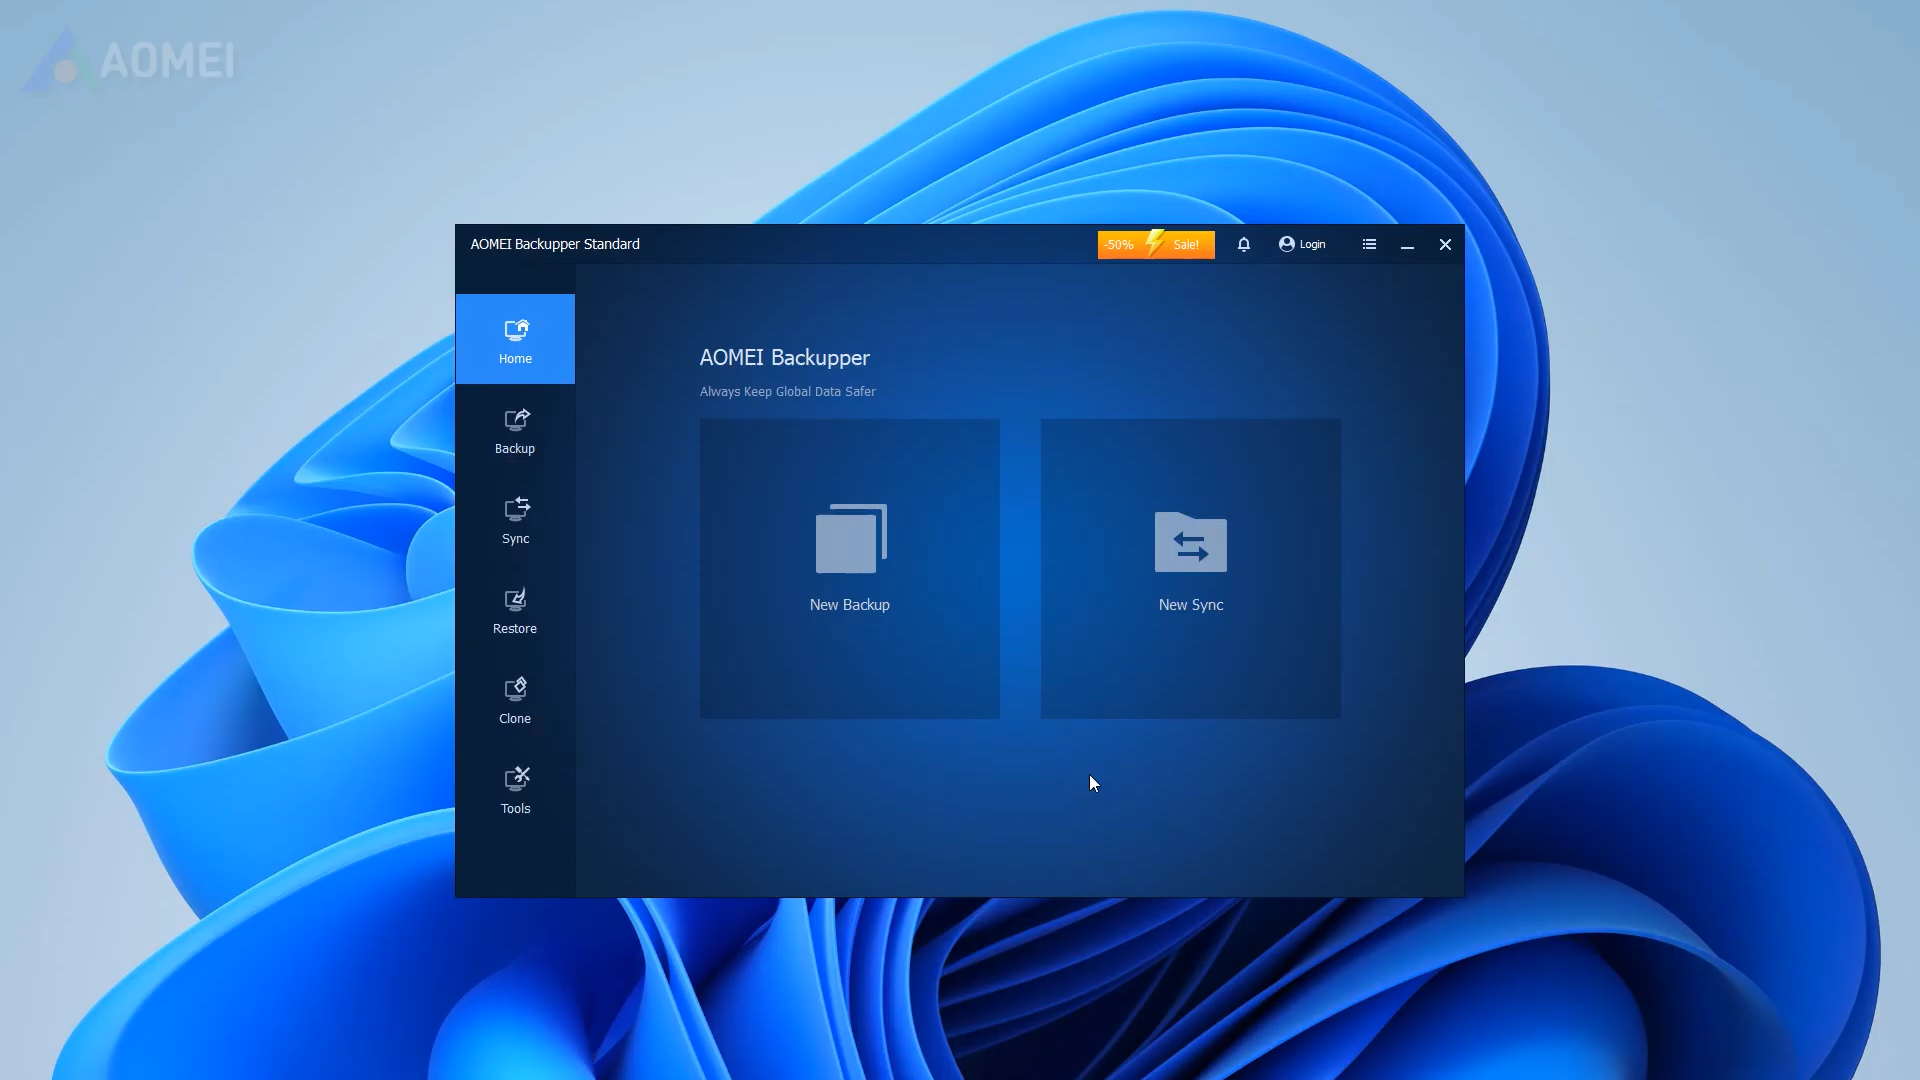 AOMEI
AOMEI Backupper Standard
-50% Sale!
Login
Home
Backup
Sync
Restore
Clone
Tools
AOMEI Backupper
Always Keep Global Data Safer
New Backup
New Sync